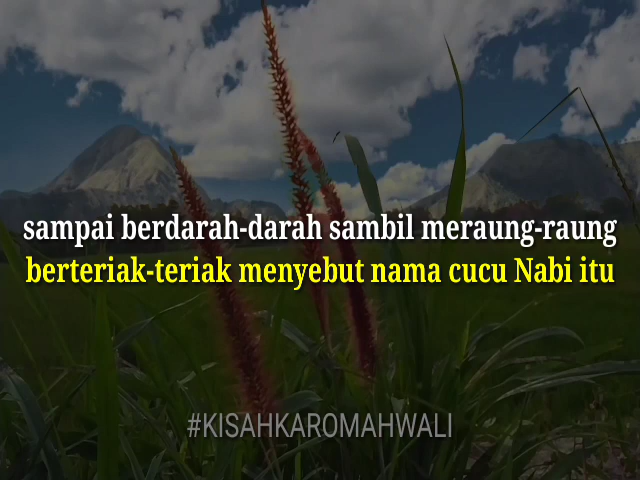 sampai berdarah-darah sambil meraung-raung
berteriak-teriak menyebut nama cucu Nabi itu
#KISAHKAROMAHWALI